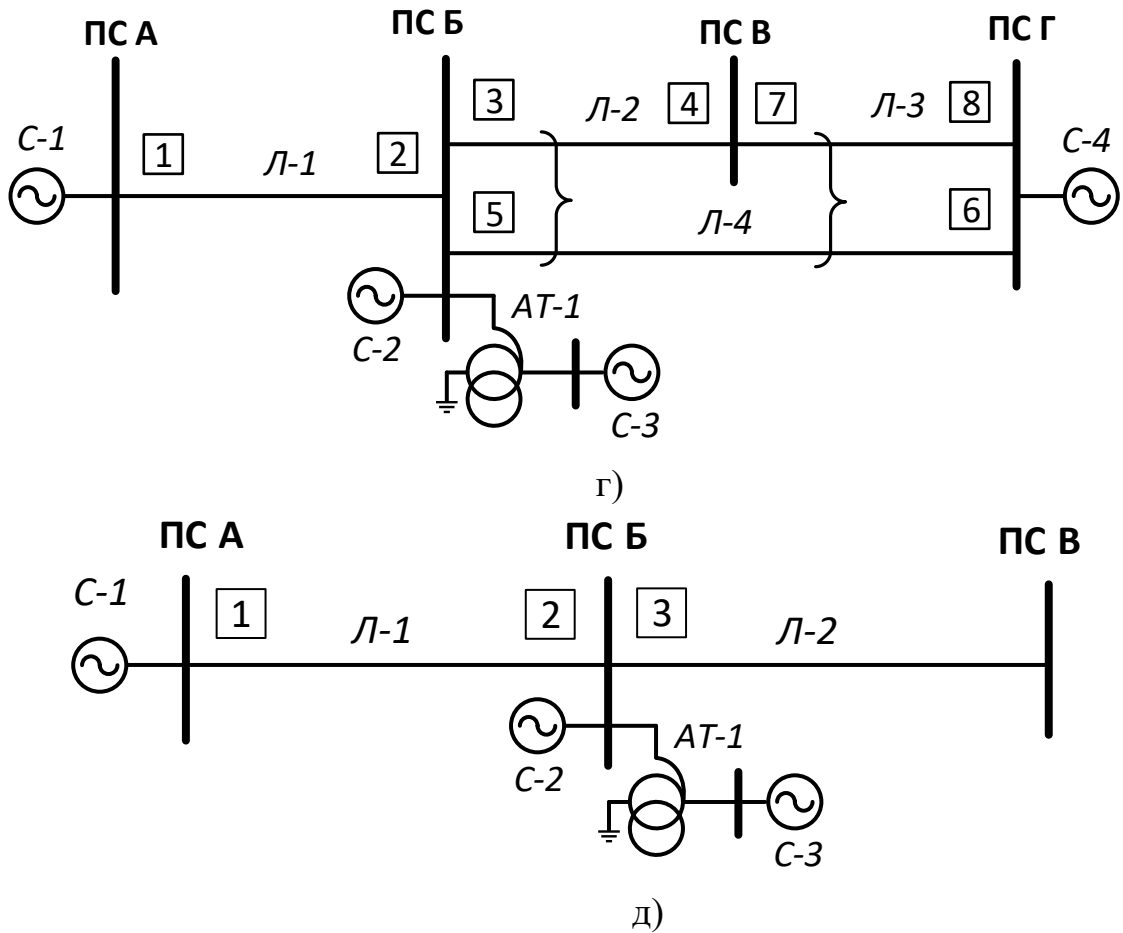 ПС А ПС Б ПС В ПС Г
3 Л-2 4 7 Л-3 8
С-1 1 Л-1 2 С-4
5 Л-4 6
АТ-1
С-2
С-3
г)
ПС А ПС Б ПС В
С-1 1 Л-1 2 3 Л-2
АТ-1
С-2
С-3
д)